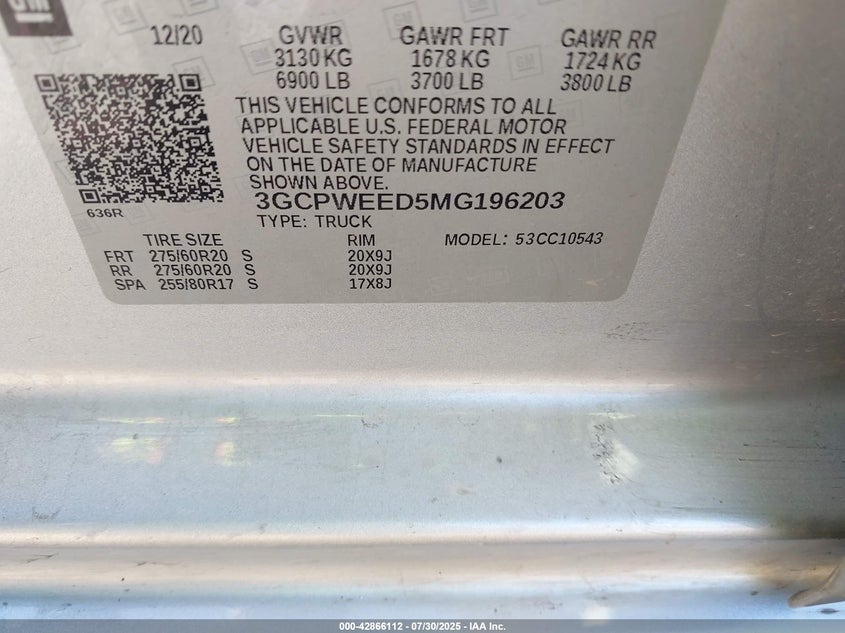 GM
12/20 GVWR GAWR FRT GAWR RR
3130 KG 1678 KG 1724 KG
6900 LB 3700 LB 3800 LB
THIS VEHICLE CONFORMS TO ALL
APPLICABLE U.S. FEDERAL MOTOR
VEHICLE SAFETY STANDARDS IN EFFECT
ON THE DATE OF MANUFACTURE
SHOWN ABOVE.
636R
3GCPWEED5MG196203
TYPE: TRUCK
TIRE SIZE RIM MODEL: 53CC10543
FRT 275/60R20 S 20X9J
RR 275/60R20 S 20X9J
SPA 255/80R17 S 17X8J
000-42866112 / 07/30/2025 - IAA Inc.